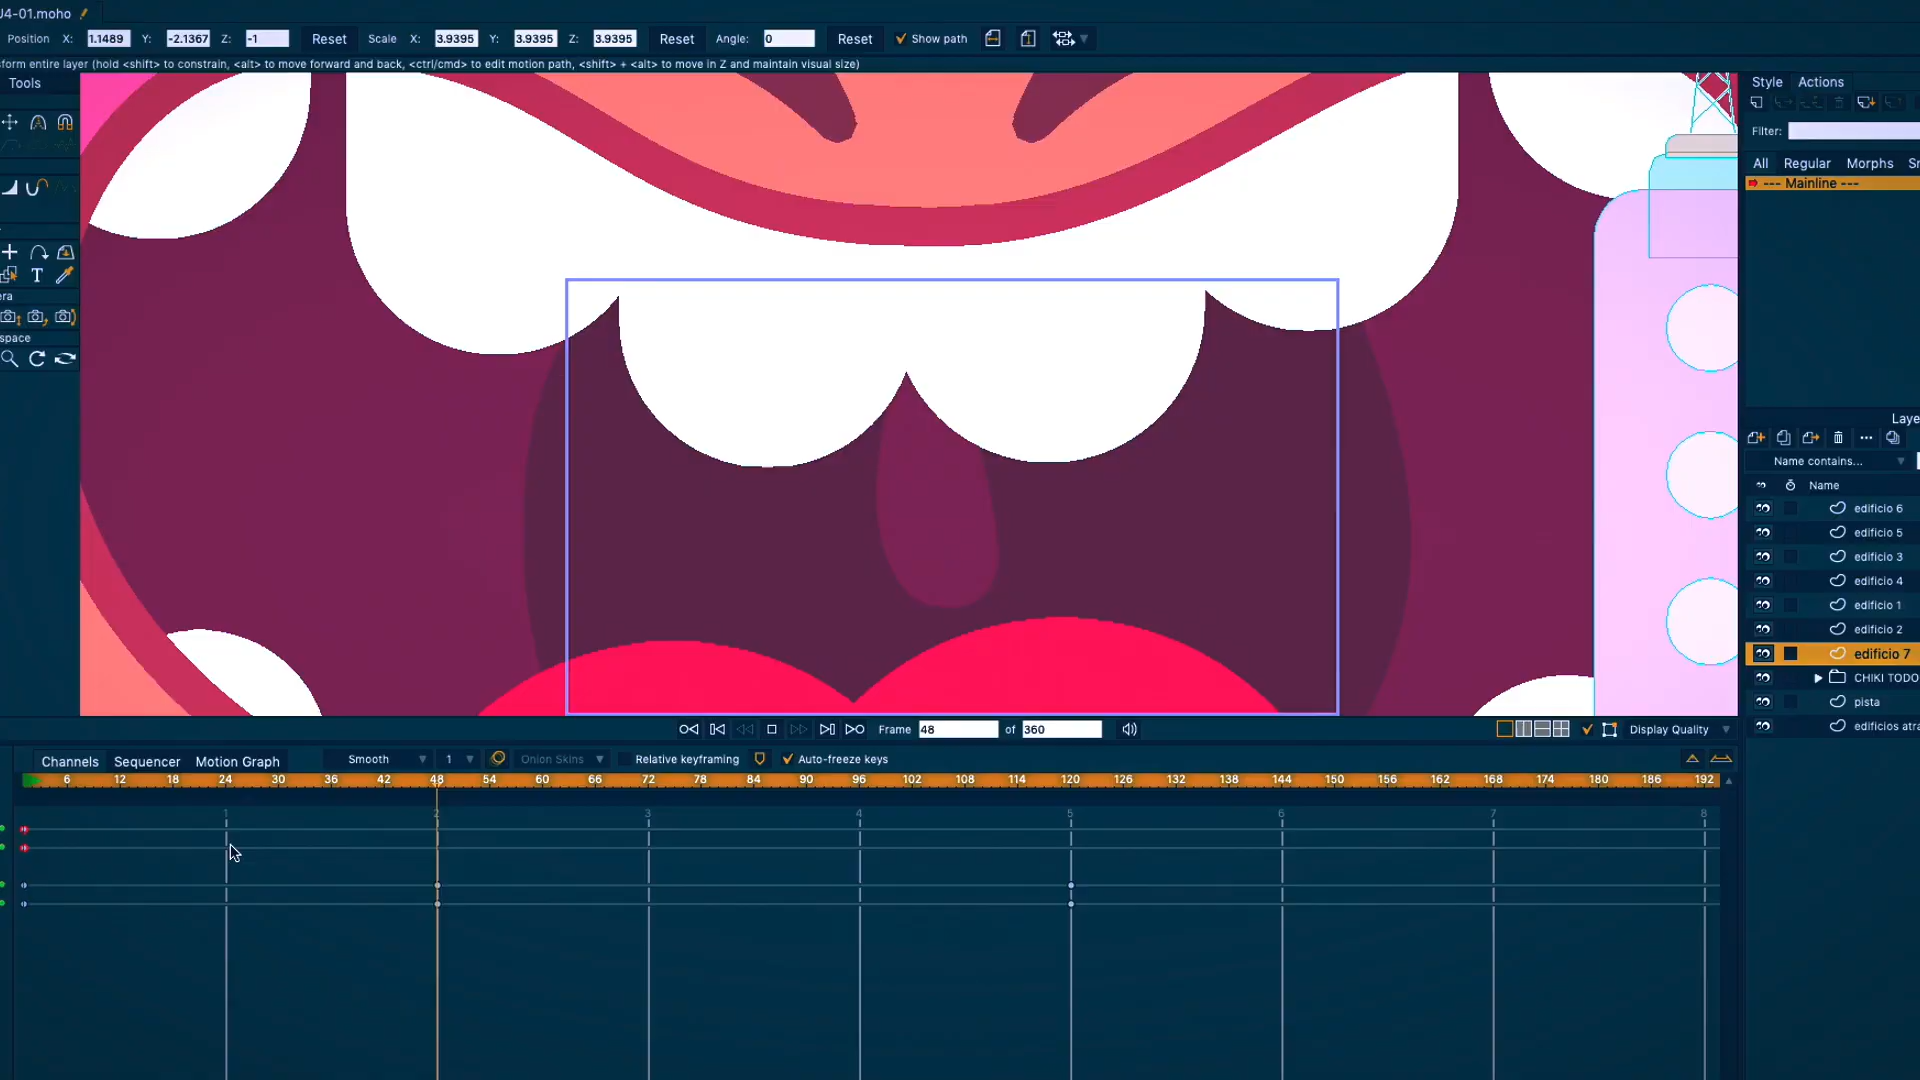 J4-01.moho
Position X: 1.1489 Y: -2.1367 Z: -1 Reset Scale X: 3.9395 Y: 3.9395 Z: 3.9395 Reset Angle: 0 Reset Show path
form entire layer (hold <shift> to constrain, <alt> to move forward and back, <ctrl/cmd> to edit motion path, <shift> + <alt> to move in Z and maintain visual size)
Tools
Style Actions
Filter:
All Regular Morphs Sm
--- Mainline ---
T
era
space
Laye
Name contains...
Name
edificio 6
edificio 5
edificio 3
edificio 4
edificio 1
edificio 2
edificio 7
CHIKI TODO
pista
edificios atra
Frame 48 of 360 Display Quality
Channels Sequencer Motion Graph Smooth 1 Onion Skins Relative keyframing Auto-freeze keys
6 12 18 24 30 36 42 48 54 60 66 72 78 84 90 96 102 108 114 120 126 132 138 144 150 156 162 168 174 180 186 192
1 2 3 4 5 6 7 8